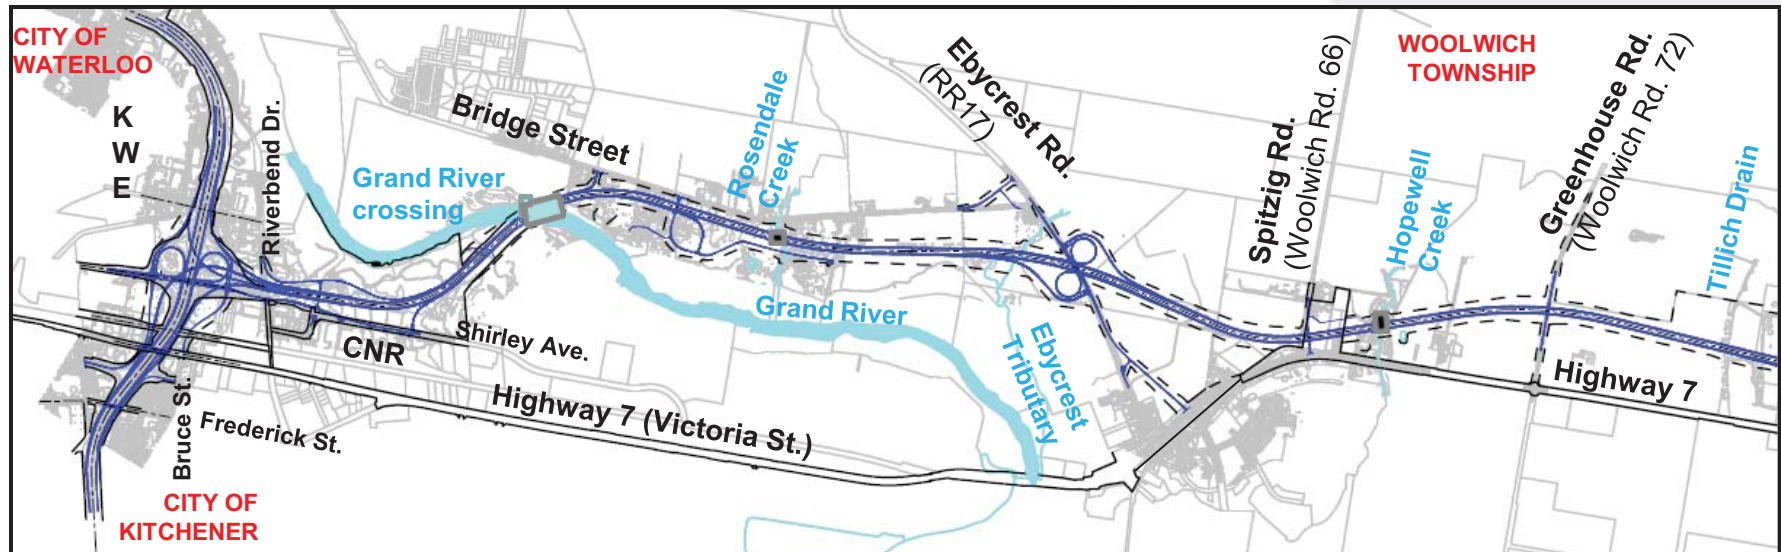 CITY OF
WATERLOO
K
W
E
Riverbend Dr.
Grand River
crossing
Bridge Street
Rosendale
Creek
Ebycrest Rd.
(RR17)
Spitzig Rd.
(Woolwich Rd. 66)
WOOLWICH
TOWNSHIP
Hopewell
Creek
Greenhouse Rd.
(Woolwich Rd. 72)
Tillich Drain
Grand River
Shirley Ave.
CNR
Ebycrest
Tributary
Highway 7
Highway 7 (Victoria St.)
Bruce St.
Frederick St.
CITY OF
KITCHENER